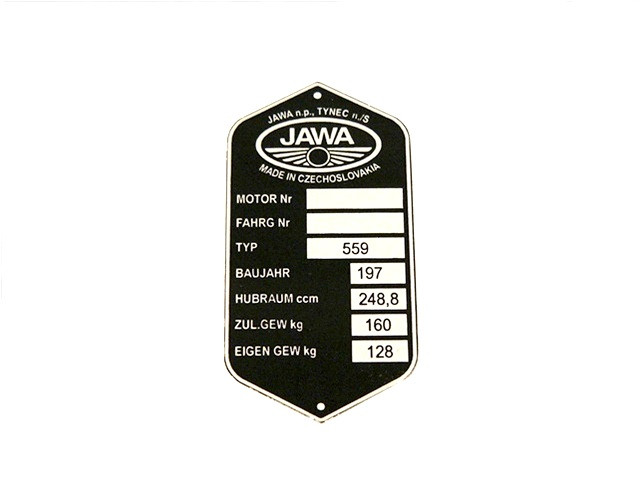 JAWA n.p., TYNEC n./S
JAWA
MADE IN CZECHOSLOVAKIA
MOTOR Nr
FAHRG Nr
TYP 559
BAUJAHR 197
HUBRAUM ccm 248,8
ZUL.GEW kg 160
EIGEN GEW kg 128